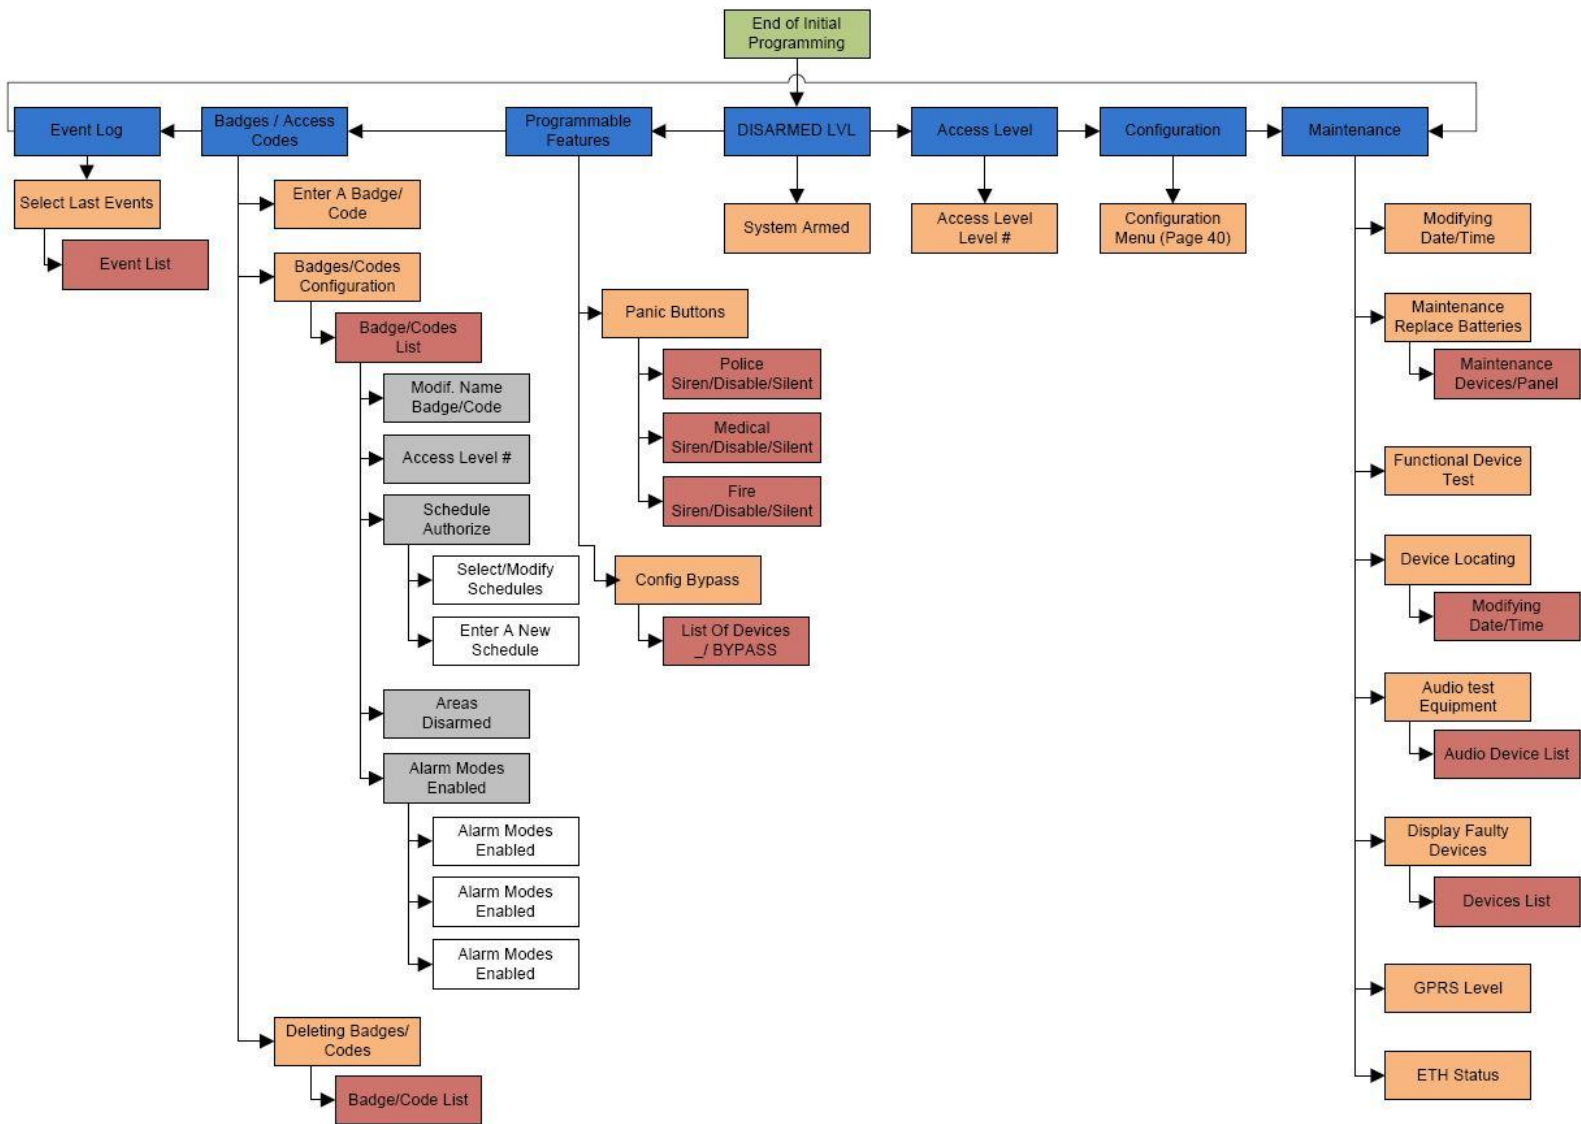 End of Initial
Programming
Event Log
Badges / Access
Codes
Programmable
Features
DISARMED LVL
Access Level
Configuration
Maintenance
Select Last Events
Event List
Enter A Badge/
Code
Badges/Codes
Configuration
Badge/Codes
List
Modif. Name
Badge/Code
Access Level #
Schedule
Authorize
Select/Modify
Schedules
Enter A New
Schedule
Areas
Disarmed
Alarm Modes
Enabled
Alarm Modes
Enabled
Alarm Modes
Enabled
Alarm Modes
Enabled
Deleting Badges/
Codes
Badge/Code List
Panic Buttons
Police
Siren/Disable/Silent
Medical
Siren/Disable/Silent
Fire
Siren/Disable/Silent
Config Bypass
List Of Devices
_/ BYPASS
System Armed
Access Level
Level #
Configuration
Menu (Page 40)
Modifying
Date/Time
Maintenance
Replace Batteries
Maintenance
Devices/Panel
Functional Device
Test
Device Locating
Modifying
Date/Time
Audio test
Equipment
Audio Device List
Display Faulty
Devices
Devices List
GPRS Level
ETH Status